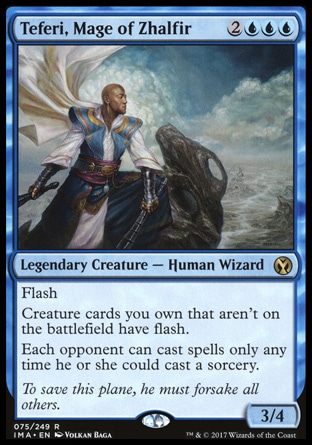 Teferi, Mage of Zhalfir 2
Legendary Creature — Human Wizard
Flash
Creature cards you own that aren't on
the battlefield have flash.
Each opponent can cast spells only any
time he or she could cast a sorcery.
To save this plane, he must forsake all
others.
075/249 R
IMA • EN Volkan Baga
™ & © 2017 Wizards of the Coast
3/4